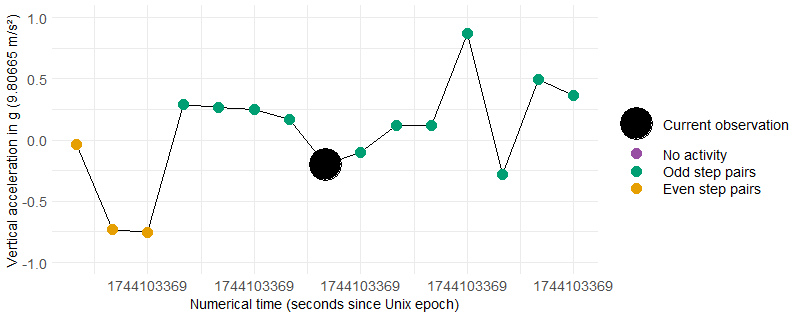 Vertical acceleration in g (9.80665 m/s²)
1.0
0.5
0.0
-0.5
-1.0
1744103369 1744103369 1744103369 1744103369 1744103369
Numerical time (seconds since Unix epoch)
Current observation
No activity
Odd step pairs
Even step pairs